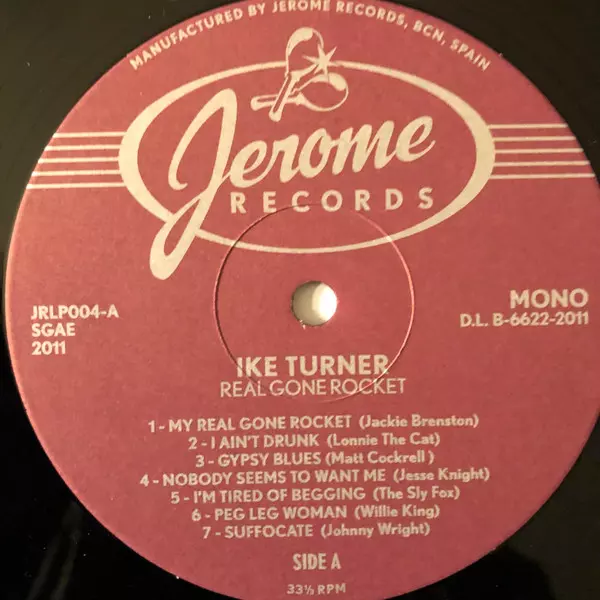 MANUFACTURED BY JEROME RECORDS, BCN, SPAIN
Jerome
RECORDS
JRLP004-A
SGAE
2011
MONO
D.L. B-6622-2011
IKE TURNER
REAL GONE ROCKET
1 - MY REAL GONE ROCKET (Jackie Brenston)
2 - I AIN'T DRUNK (Lonnie The Cat)
3 - GYPSY BLUES (Matt Cockrell )
4 - NOBODY SEEMS TO WANT ME (Jesse Knight)
5 - I'M TIRED OF BEGGING (The Sly Fox)
6 - PEG LEG WOMAN (Willie King)
7 - SUFFOCATE (Johnny Wright)
SIDE A
33⅓ RPM